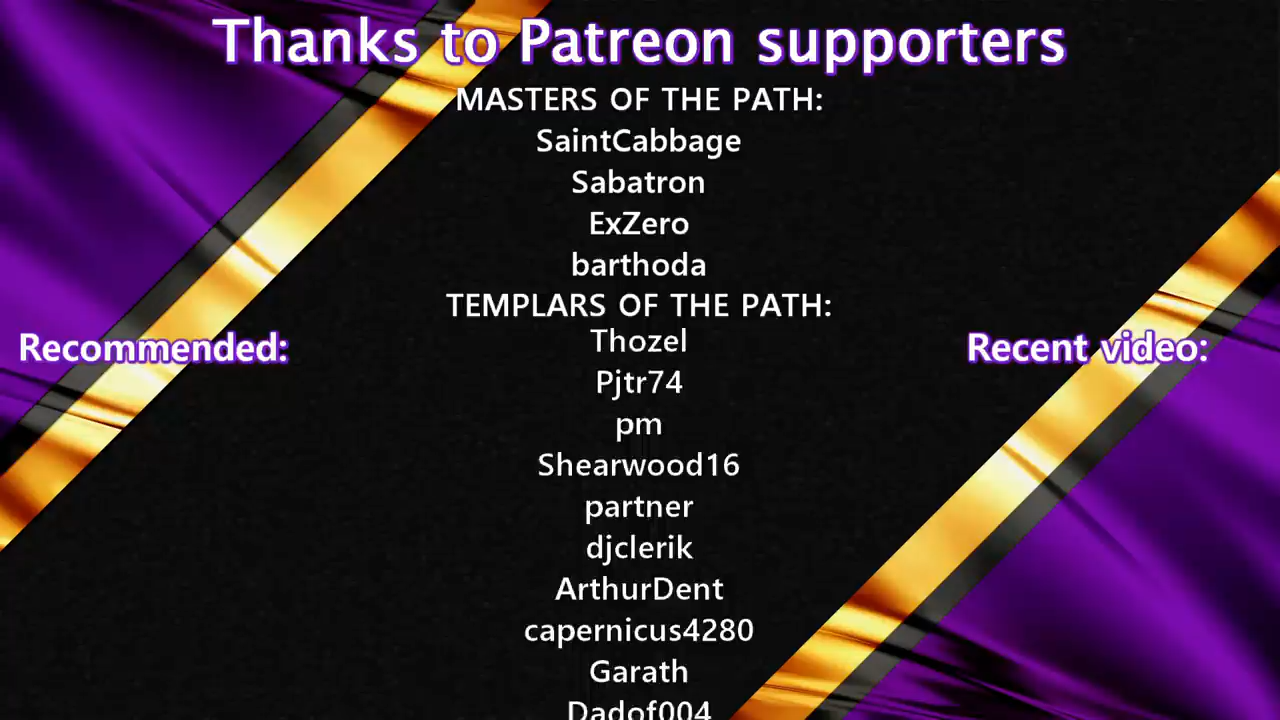 Thanks to Patreon supporters
MASTERS OF THE PATH:
SaintCabbage
Sabatron
ExZero
barthoda
TEMPLARS OF THE PATH:
Thozel
Recommended:
Recent video:
Pjtr74
pm
Shearwood16
partner
djclerik
ArthurDent
capernicus4280
Garath
Dadof004